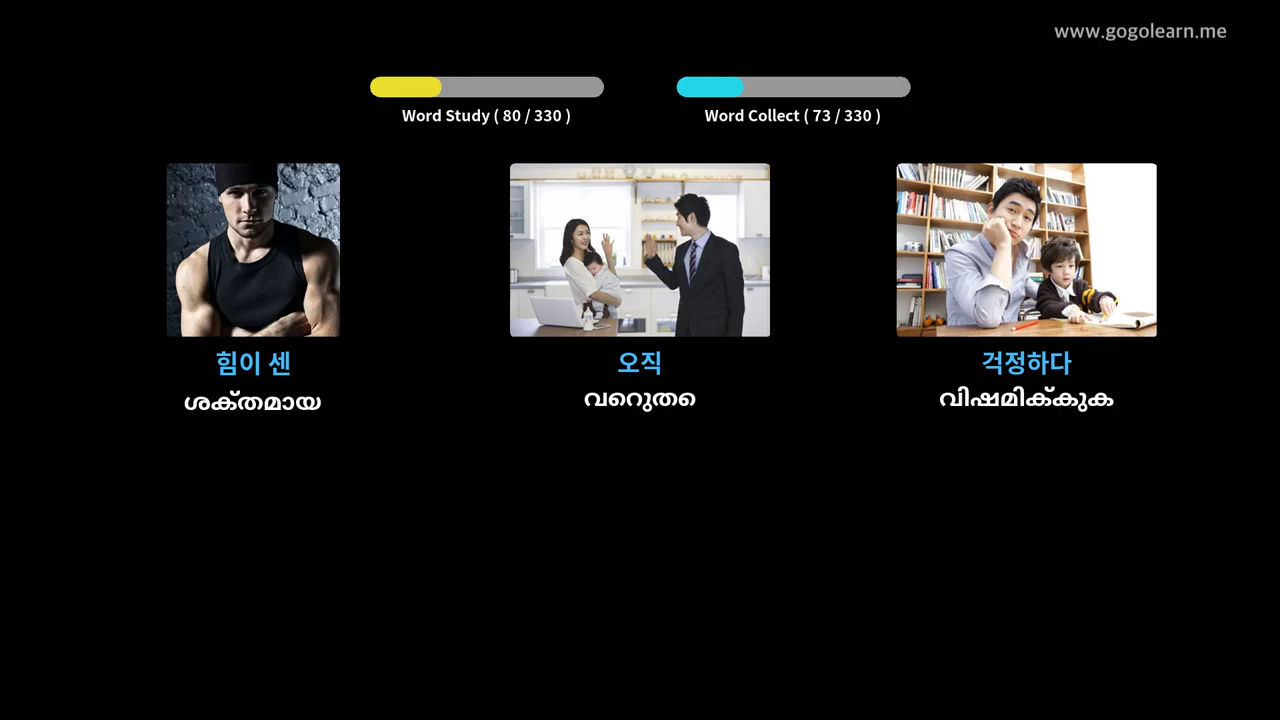 www.gogolearn.me
Word Study ( 80 / 330 )
Word Collect ( 73 / 330 )
힘이 센
오직
걱정하다
ശക്തമായ
വെറുതെ
വിഷമിക്കുക